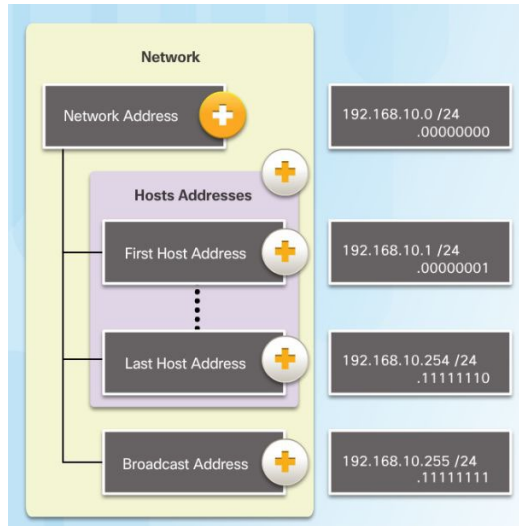 Network
Network Address
192.168.10.0 /24
.00000000
Hosts Addresses
First Host Address
192.168.10.1 /24
.00000001
Last Host Address
192.168.10.254 /24
.11111110
Broadcast Address
192.168.10.255 /24
.11111111